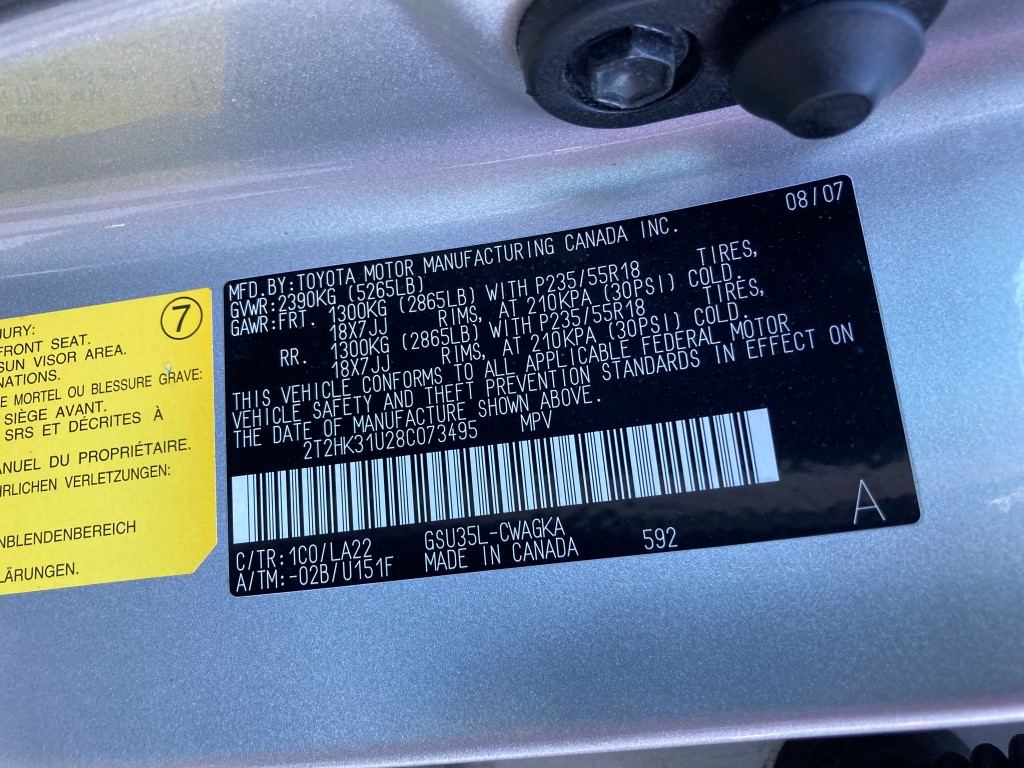 08/07
MFD.BY:TOYOTA MOTOR MANUFACTURING CANADA INC.
GVWR:2390KG (5265LB)
GAWR:FRT. 1300KG (2865LB) WITH P235/55R18 TIRES,
18X7JJ RIMS, AT 210KPA (30PSI) COLD.
RR. 1300KG (2865LB) WITH P235/55R18 TIRES,
18X7JJ RIMS, AT 210KPA (30PSI) COLD.
THIS VEHICLE CONFORMS TO ALL APPLICABLE FEDERAL MOTOR
VEHICLE SAFETY AND THEFT PREVENTION STANDARDS IN EFFECT ON
THE DATE OF MANUFACTURE SHOWN ABOVE.
2T2HK31U28C073495 MPV
A
C/TR:1C0/LA22 GSU35L-CWAGKA 592
A/TM:-02B/U151F MADE IN CANADA
7
JURY:
FRONT SEAT.
SUN VISOR AREA.
NATIONS.
E MORTEL OU BLESSURE GRAVE:
SIÈGE AVANT.
SRS ET DÉCRITES À
ANUEL DU PROPRIÉTAIRE.
HRLICHEN VERLETZUNGEN.
NBLENDENBEREICH
LÄRUNGEN.